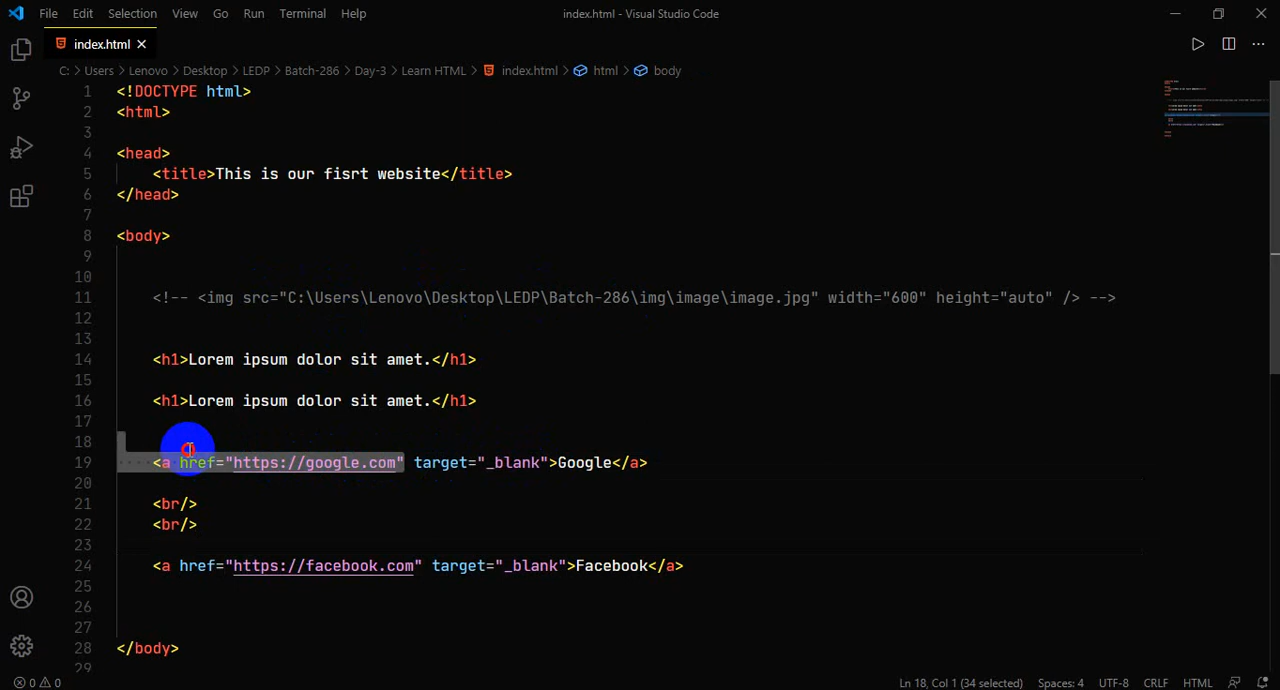 File Edit Selection View Go Run Terminal Help index.html - Visual Studio Code
index.html
C: > Users > Lenovo > Desktop > LEDP > Batch-286 > Day-3 > Learn HTML > index.html > html > body
1 <!DOCTYPE html>
2 <html>
3
4 <head>
5 <title>This is our fisrt website</title>
6 </head>
7
8 <body>
9
10
11 <!-- <img src="C:\Users\Lenovo\Desktop\LEDP\Batch-286\img\image\image.jpg" width="600" height="auto" /> -->
12
13
14 <h1>Lorem ipsum dolor sit amet.</h1>
15
16 <h1>Lorem ipsum dolor sit amet.</h1>
17
18
19 <a href="https://google.com" target="_blank">Google</a>
20
21 <br/>
22 <br/>
23
24 <a href="https://facebook.com" target="_blank">Facebook</a>
25
26
27
28 </body>
29
0 0 Ln 18, Col 1 (34 selected) Spaces: 4 UTF-8 CRLF HTML